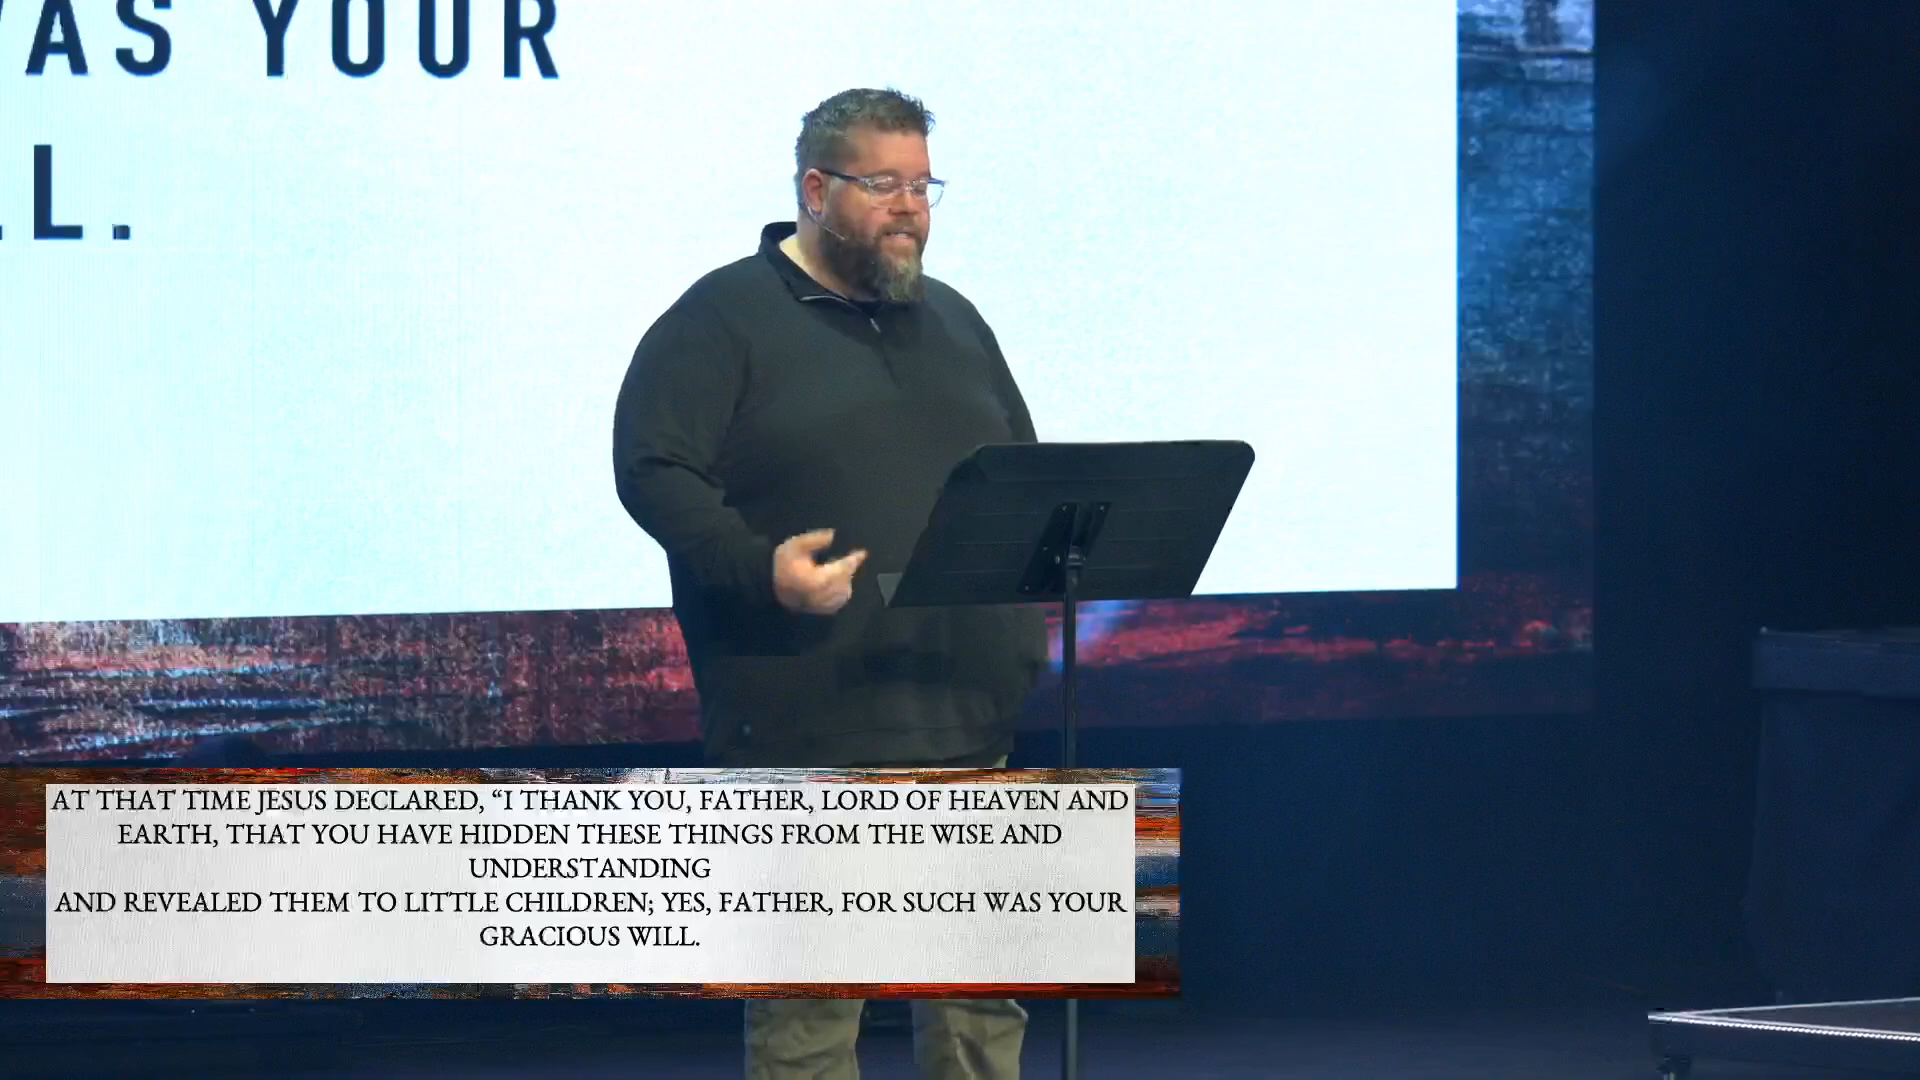 AS YOUR
L.
AT THAT TIME JESUS DECLARED, “I THANK YOU, FATHER, LORD OF HEAVEN AND
EARTH, THAT YOU HAVE HIDDEN THESE THINGS FROM THE WISE AND
UNDERSTANDING
AND REVEALED THEM TO LITTLE CHILDREN; YES, FATHER, FOR SUCH WAS YOUR
GRACIOUS WILL.